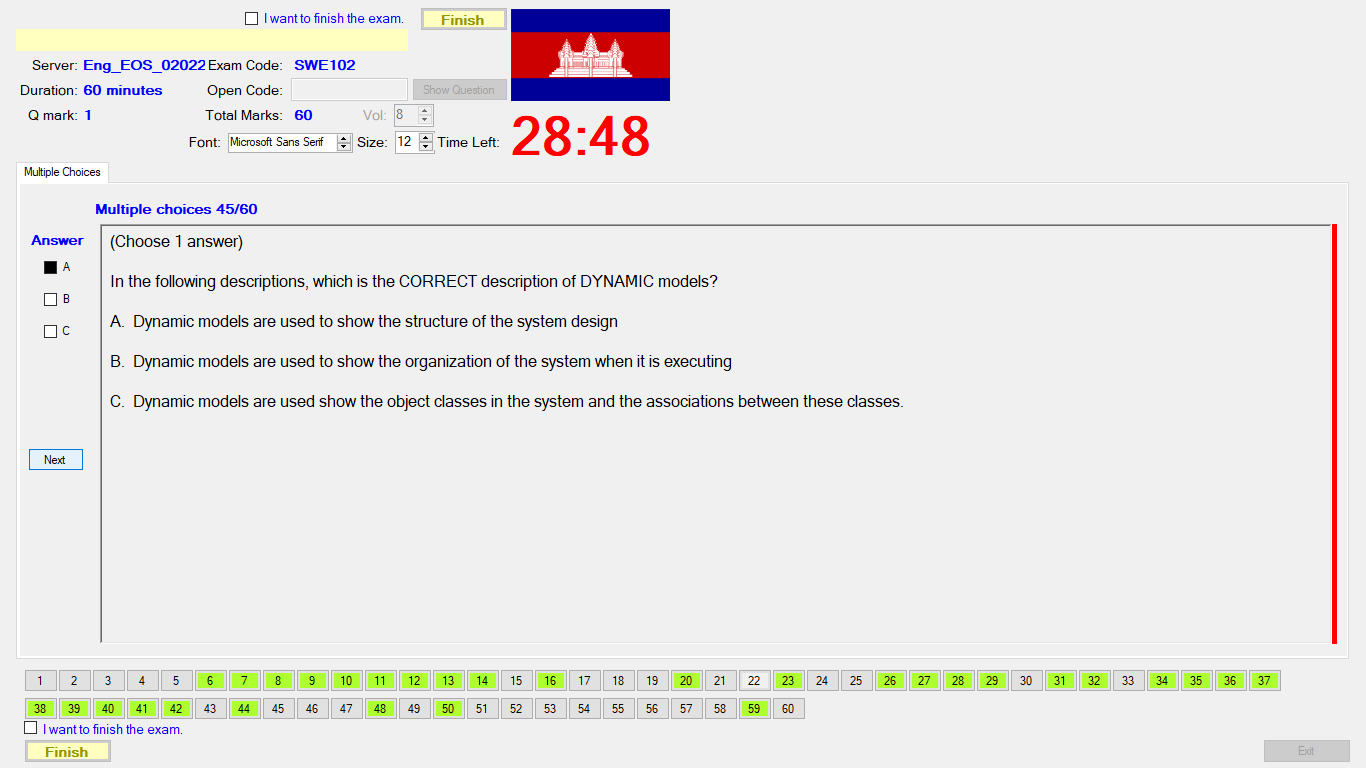 I want to finish the exam.
Finish
Server: Eng_EOS_02022 Exam Code: SWE102
Duration: 60 minutes Open Code: Show Question
Q mark: 1 Total Marks: 60 Vol: 8
Font: Microsoft Sans Serif Size: 12 Time Left: 28:48
Multiple Choices
Multiple choices 45/60
Answer
A
B
C
(Choose 1 answer)
In the following descriptions, which is the CORRECT description of DYNAMIC models?
A. Dynamic models are used to show the structure of the system design
B. Dynamic models are used to show the organization of the system when it is executing
C. Dynamic models are used show the object classes in the system and the associations between these classes.
Next
1 2 3 4 5 6 7 8 9 10 11 12 13 14 15 16 17 18 19 20 21 22 23 24 25 26 27 28 29 30 31 32 33 34 35 36 37
38 39 40 41 42 43 44 45 46 47 48 49 50 51 52 53 54 55 56 57 58 59 60
I want to finish the exam.
Finish
Exit